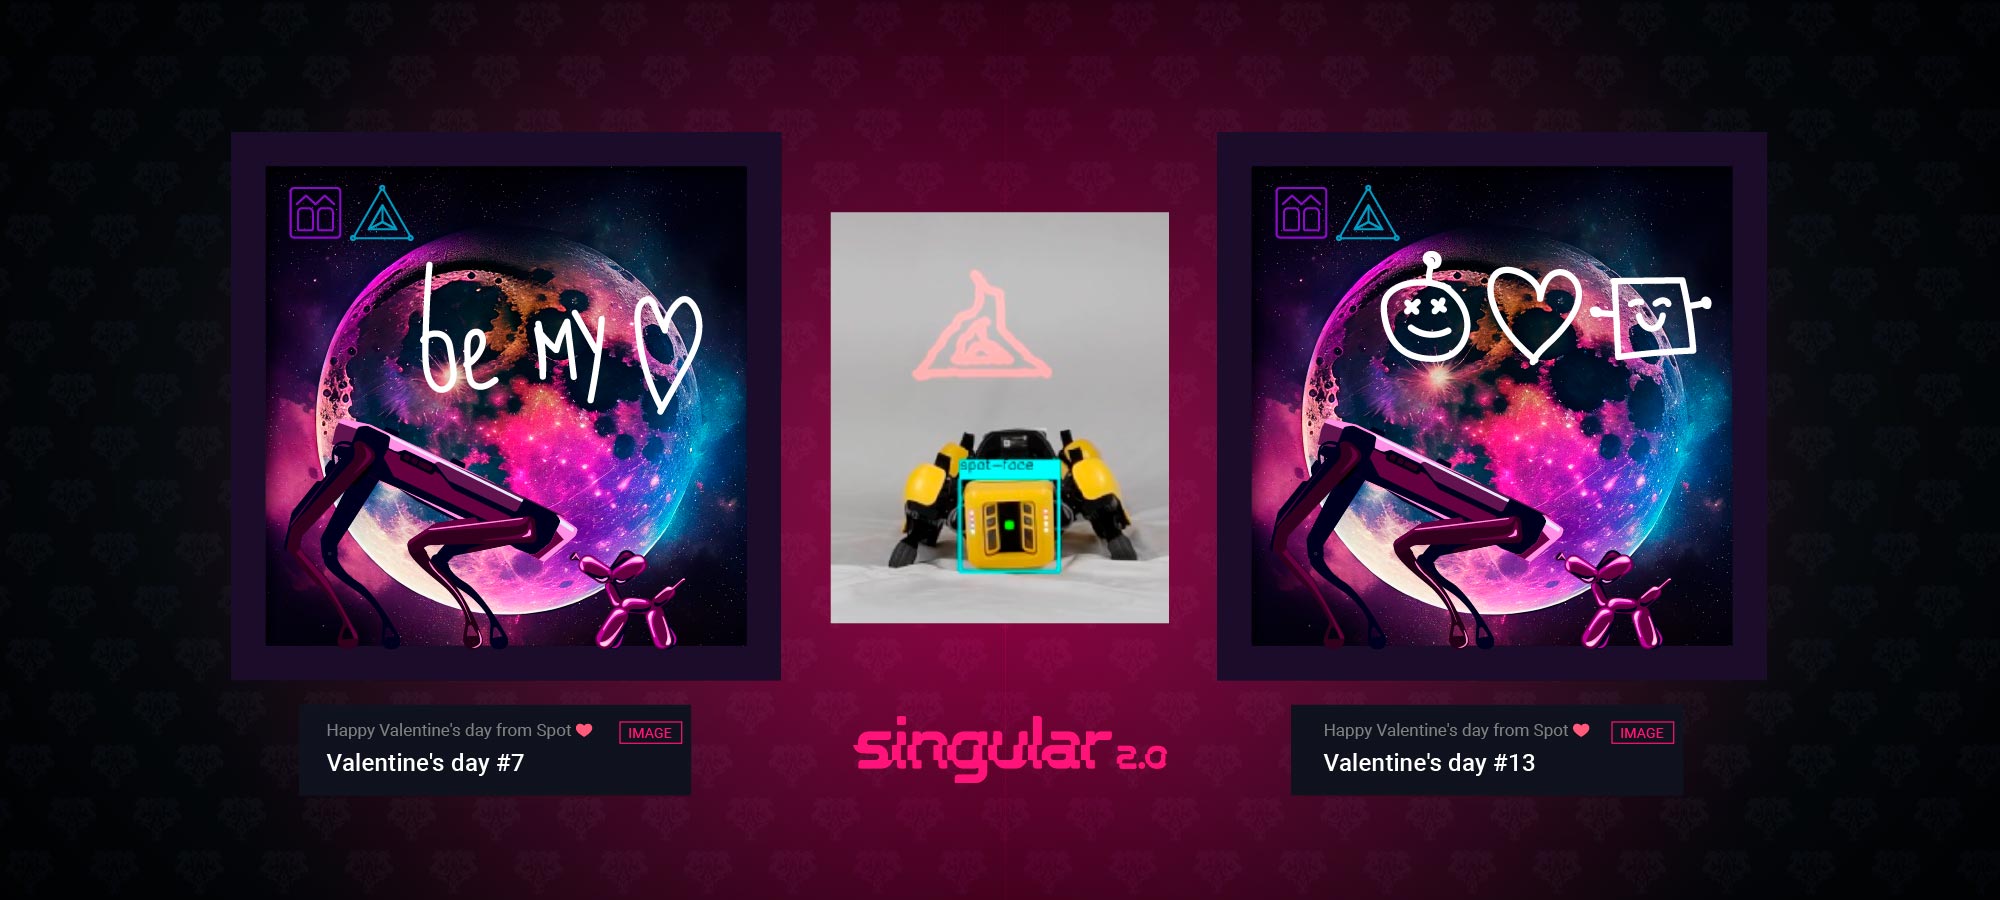 be MY
spot-face
Happy Valentine's day from Spot
IMAGE
Valentine's day #7
singular 2.0
Happy Valentine's day from Spot
IMAGE
Valentine's day #13